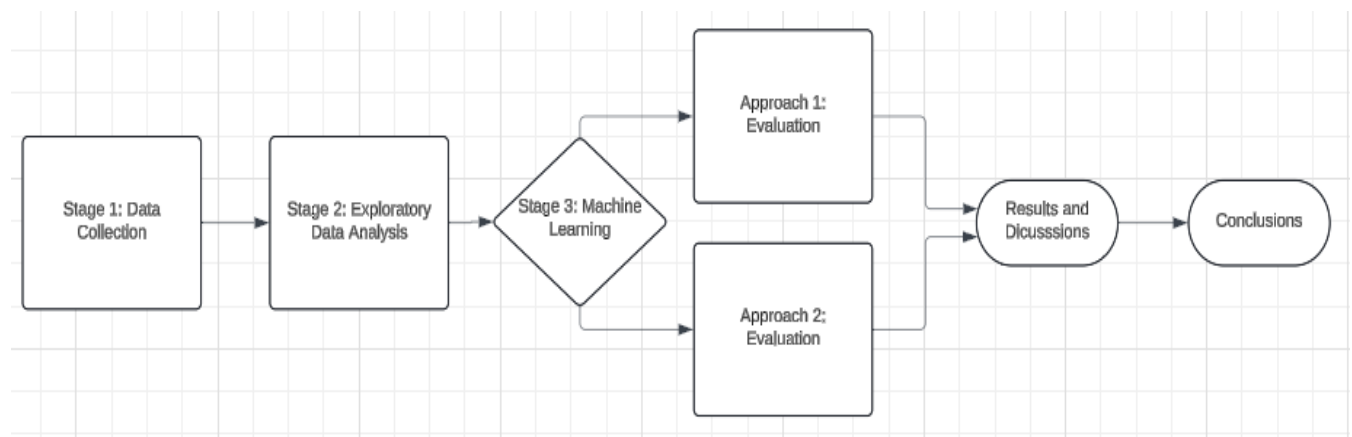 Stage 1: Data
Collection
Stage 2: Exploratory
Data Analysis
Stage 3: Machine
Learning
Approach 1:
Evaluation
Approach 2:
Evaluation
Results and
Dicusssions
Conclusions